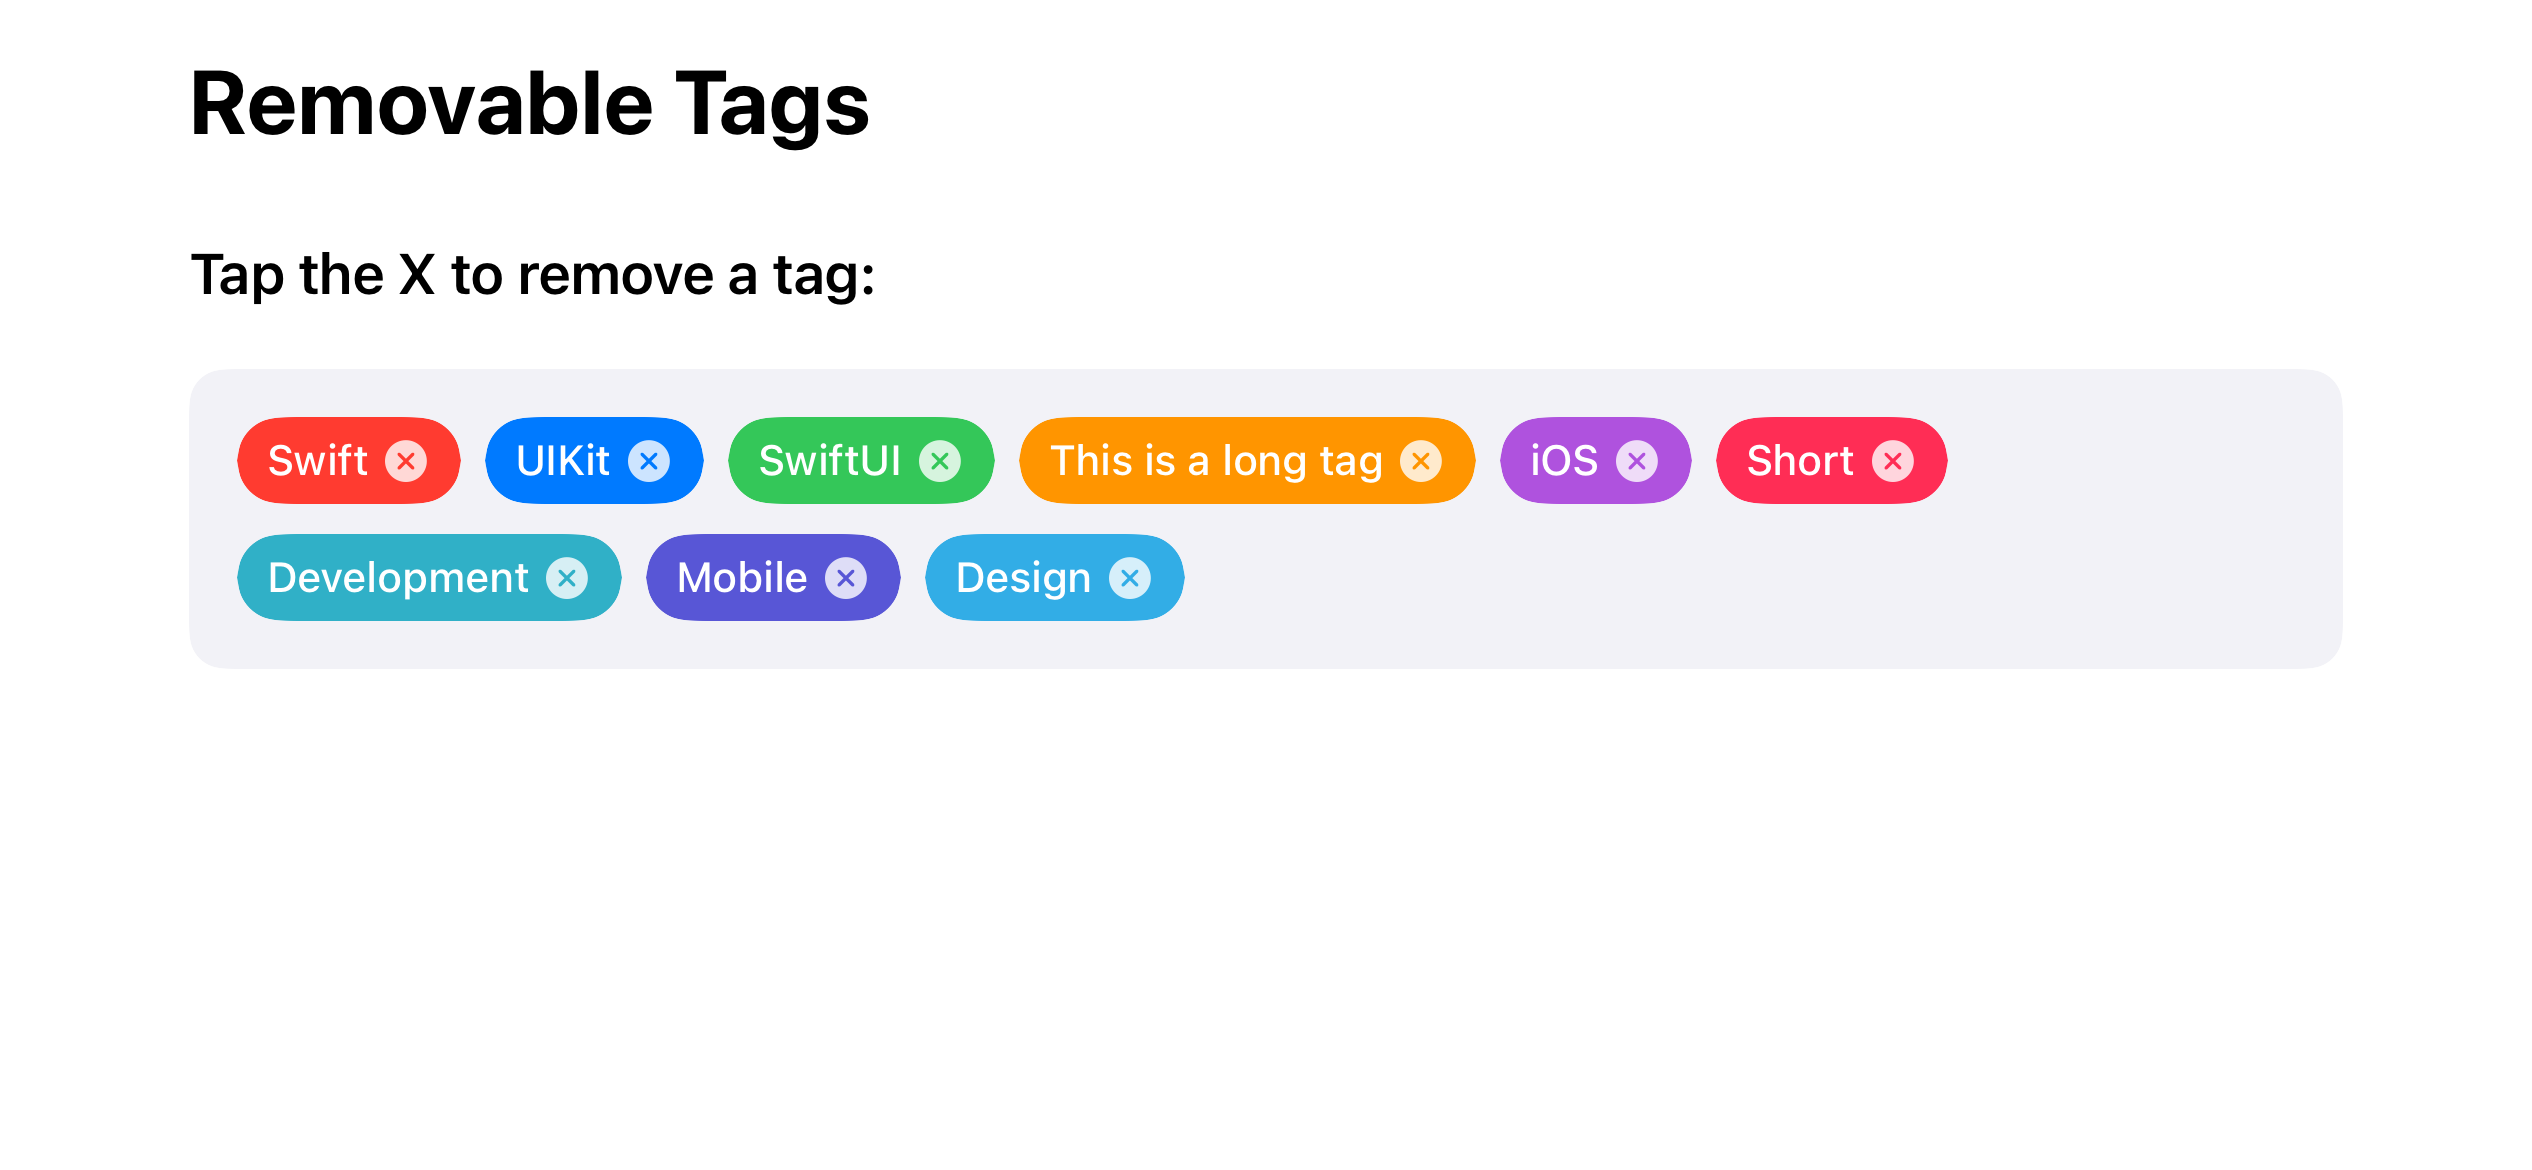 Removable Tags
Tap the X to remove a tag:
Swift UIKit SwiftUI This is a long tag iOS Short
Development Mobile Design